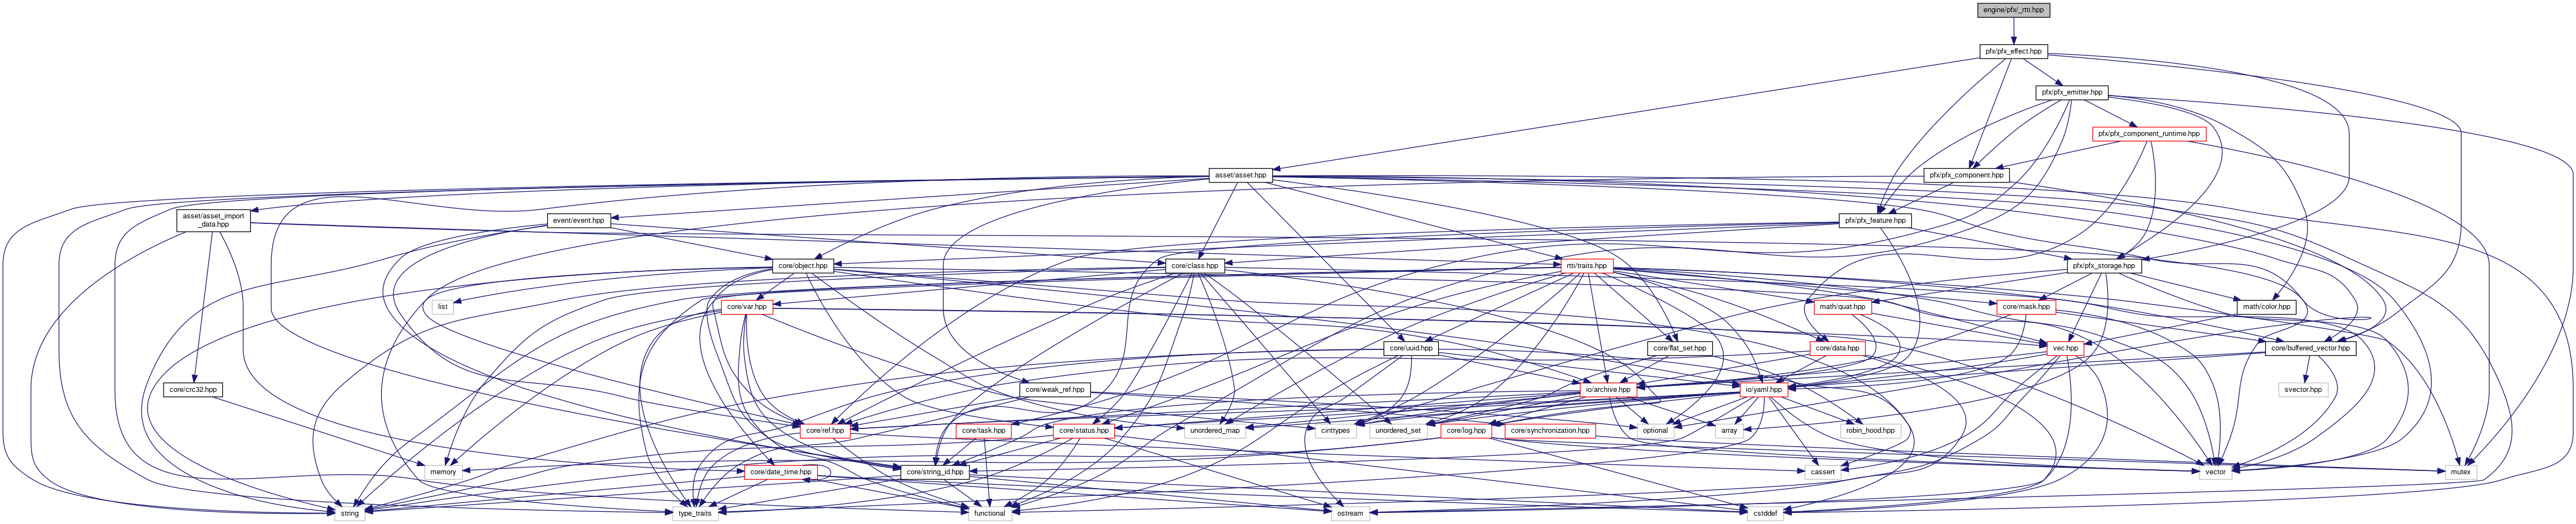 engine/pfx/_rtti.hpp
pfx/pfx_effect.hpp
pfx/pfx_emitter.hpp
pfx/pfx_component_runtime.hpp
asset/asset.hpp
pfx/pfx_component.hpp
asset/asset_import
_data.hpp
event/event.hpp
pfx/pfx_feature.hpp
core/object.hpp
core/class.hpp
rtti/traits.hpp
pfx/pfx_storage.hpp
list
core/var.hpp
math/quat.hpp
core/mask.hpp
math/color.hpp
core/uuid.hpp
core/flat_set.hpp
core/data.hpp
vec.hpp
core/buffered_vector.hpp
core/crc32.hpp
core/weak_ref.hpp
io/archive.hpp
io/yaml.hpp
svector.hpp
core/ref.hpp
unordered_map
core/task.hpp
core/status.hpp
cinttypes
unordered_set
core/log.hpp
core/synchronization.hpp
optional
array
robin_hood.hpp
memory
core/date_time.hpp
core/string_id.hpp
cassert
vector
mutex
string
type_traits
functional
ostream
cstddef